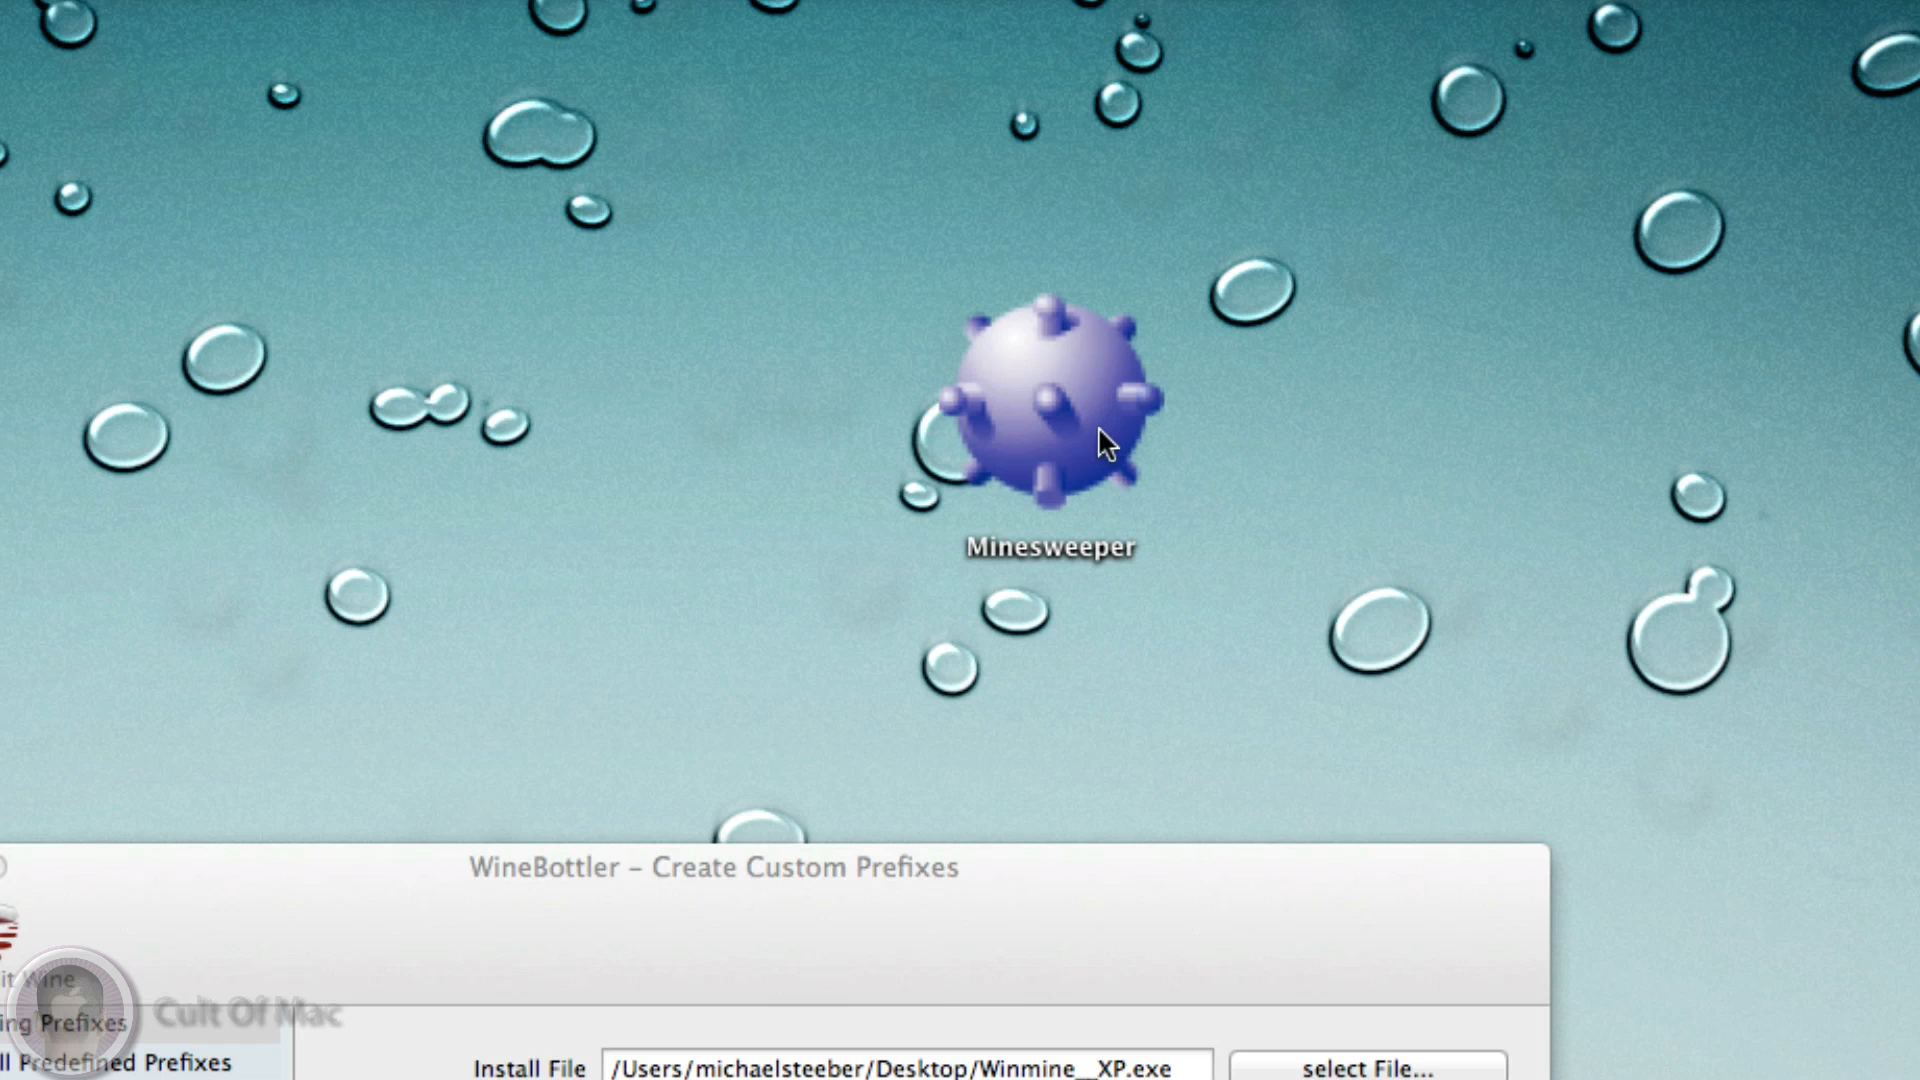 Minesweeper
WineBottler – Create Custom Prefixes
it Wine
Cult Of Mac
ing Prefixes
ll Predefined Prefixes
Install File
/Users/michaelsteeber/Desktop/Winmine__XP.exe
select File...